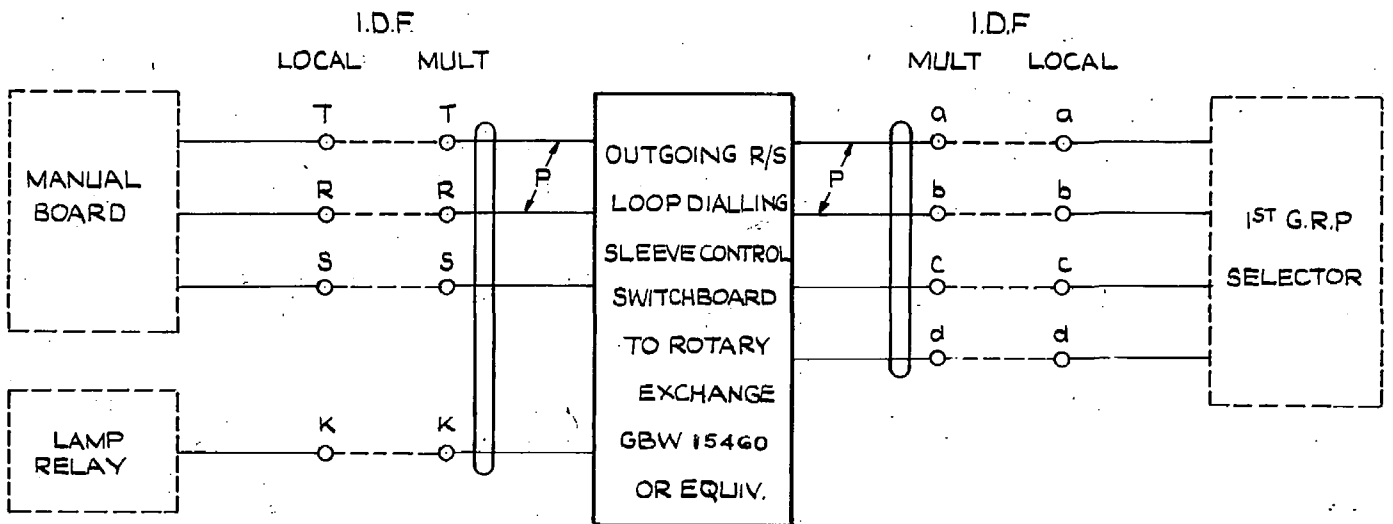 I.D.F.
LOCAL MULT
I.D.F
MULT LOCAL
MANUAL
BOARD
T T
R R
S S
P
LAMP
RELAY
K K
OUTGOING R/S
LOOP DIALLING
SLEEVE CONTROL
SWITCHBOARD
TO ROTARY
EXCHANGE
GBW 15460
OR EQUIV.
P
a a
b b
c c
d d
1ST G.R.P
SELECTOR